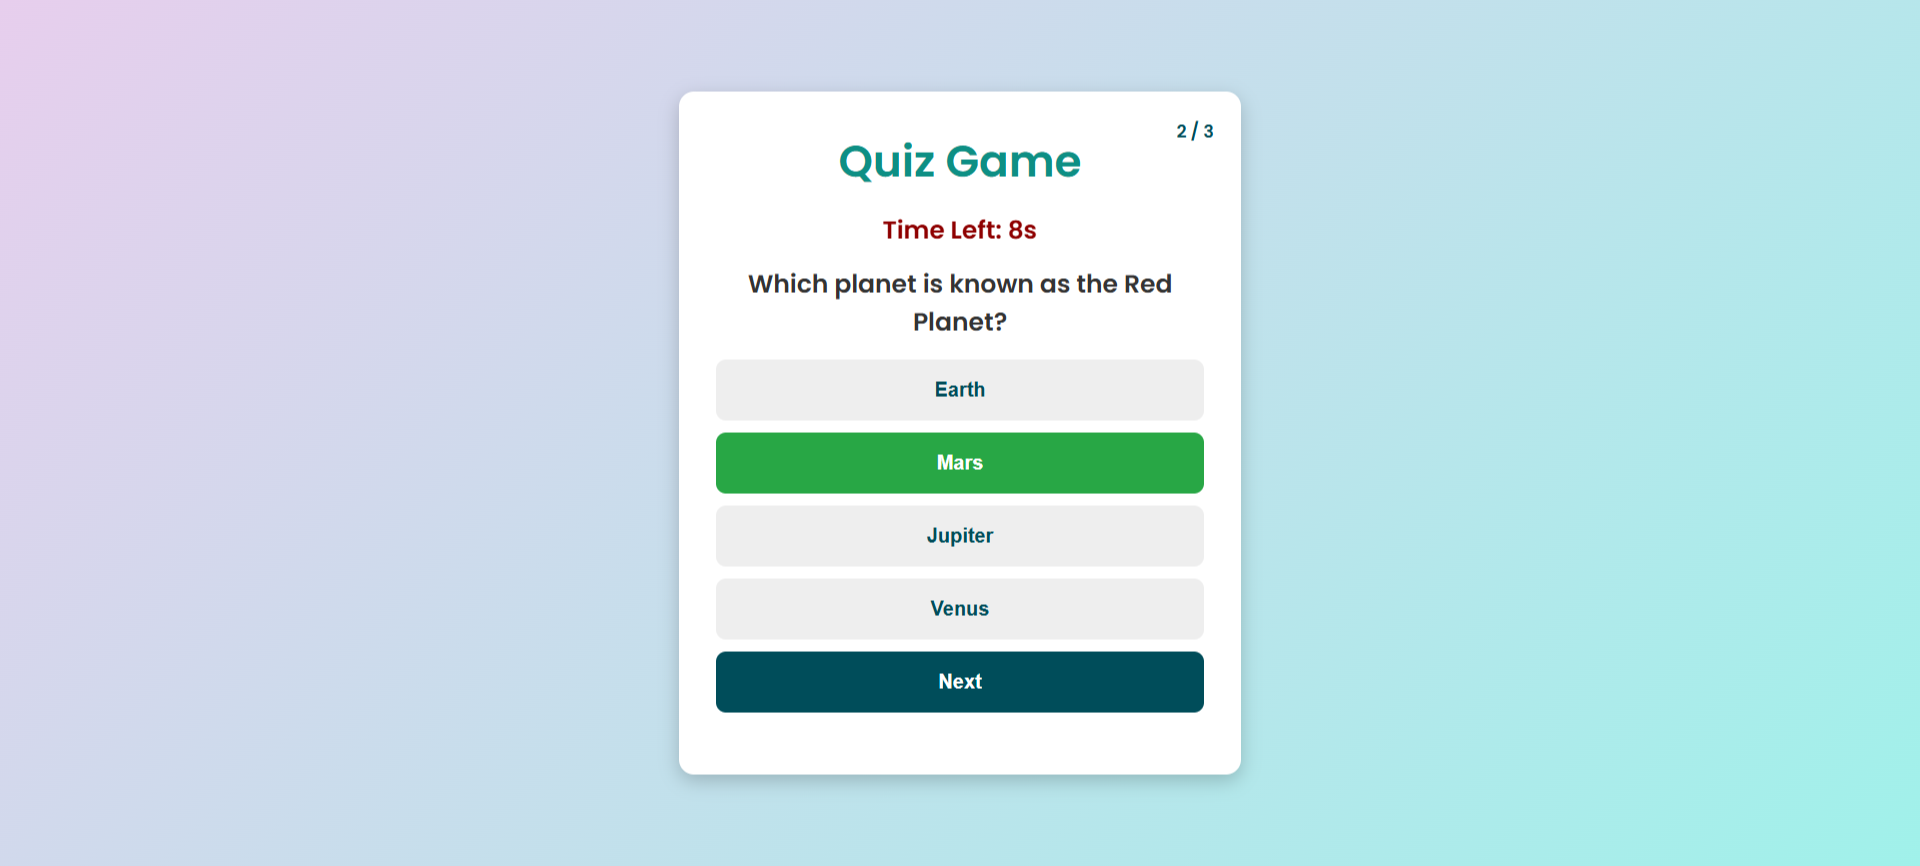 2 / 3
Quiz Game
Time Left: 8s
Which planet is known as the Red
Planet?
Earth
Mars
Jupiter
Venus
Next